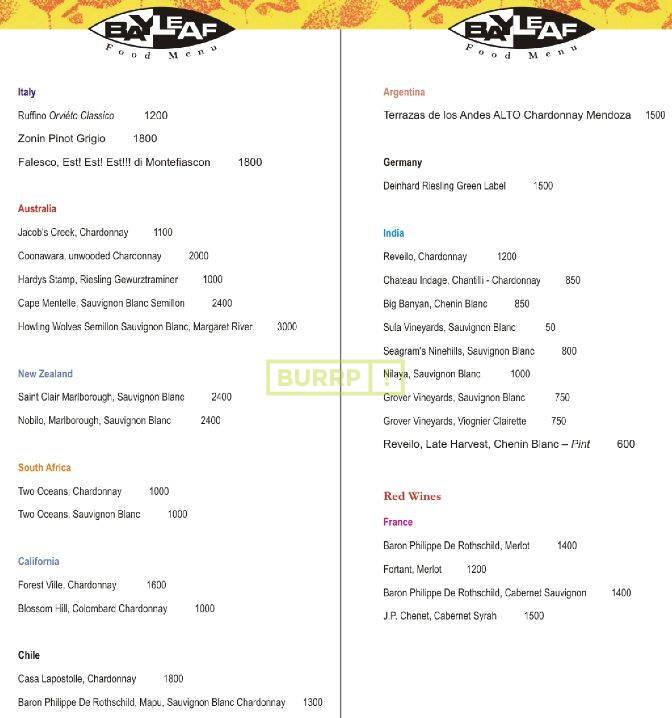 BAYLEAF
Food Menu
Italy
Ruffino Orviéto Classico 1200
Zonin Pinot Grigio 1800
Falesco, Est! Est! Est!!! di Montefiascon 1800
Australia
Jacob's Creek, Chardonnay 1100
Coonawara, unwooded Charconnay 2000
Hardys Stamp, Riesling Gewurztraminer 1000
Cape Mentelle, Sauvignon Blanc Semillon 2400
Howling Wolves Semillon Sauvignon Blanc, Margaret River 3000
New Zealand
Saint Clair Marlborough, Sauvignon Blanc 2400
Nobilo, Marlborough, Sauvignon Blanc 2400
South Africa
Two Oceans, Chardonnay 1000
Two Oceans, Sauvignon Blanc 1000
California
Forest Ville, Chardonnay 1600
Blossom Hill, Colombard Chardonnay 1000
Chile
Casa Lapostolle, Chardonnay 1800
Baron Philippe De Rothschild, Mapu, Sauvignon Blanc Chardonnay 1300
BAYLEAF
Food Menu
Argentina
Terrazas de los Andes ALTO Chardonnay Mendoza 1500
Germany
Deinhard Riesling Green Label 1500
India
Reveilo, Chardonnay 1200
Chateau Indage, Chantilli - Chardonnay 850
Big Banyan, Chenin Blanc 850
Sula Vineyards, Sauvignon Blanc 50
Seagram's Ninehills, Sauvignon Blanc 800
Nilaya, Sauvignon Blanc 1000
Grover Vineyards, Sauvignon Blanc 750
Grover Vineyards, Viognier Clairette 750
Reveilo, Late Harvest, Chenin Blanc – Pint 600
Red Wines
France
Baron Philippe De Rothschild, Merlot 1400
Fortant, Merlot 1200
Baron Philippe De Rothschild, Cabernet Sauvignon 1400
J.P. Chenet, Cabernet Syrah 1500
BURRP !